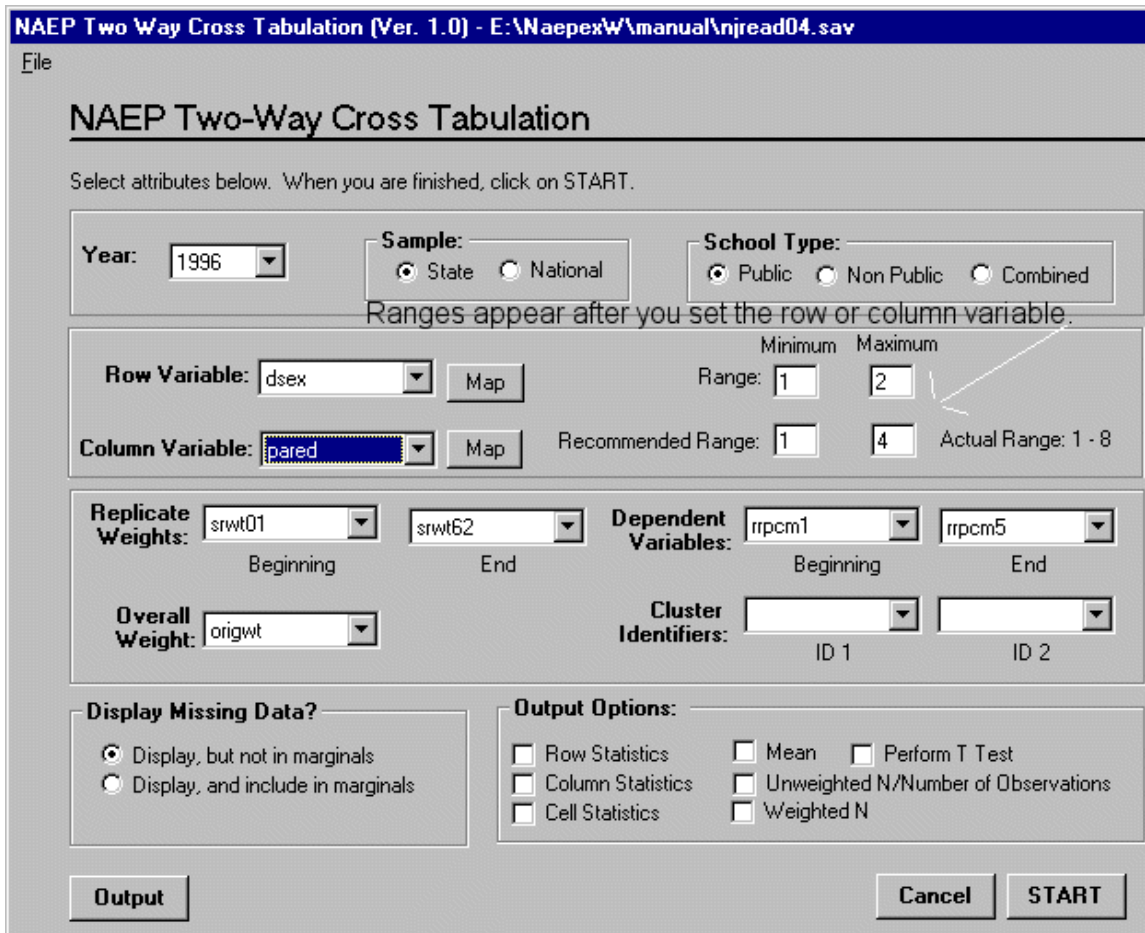 NAEP Two Way Cross Tabulation (Ver. 1.0) - E:\NaepexW\manual\njread04.sav
File
NAEP Two-Way Cross Tabulation
Select attributes below. When you are finished, click on START.
Year: 1996
Sample:
State National
School Type:
Public Non Public Combined
Ranges appear after you set the row or column variable.
Minimum Maximum
Row Variable: dsex Map Range: 1 2
Column Variable: pared Map Recommended Range: 1 4 Actual Range: 1 - 8
Replicate
Weights: srwt01 srwt62
Beginning End
Dependent
Variables: rrpcm1 rrpcm5
Beginning End
Overall
Weight: origwt
Cluster
Identifiers:
ID 1 ID 2
Display Missing Data?
Display, but not in marginals
Display, and include in marginals
Output Options:
Row Statistics Mean Perform T Test
Column Statistics Unweighted N/Number of Observations
Cell Statistics Weighted N
Output Cancel START